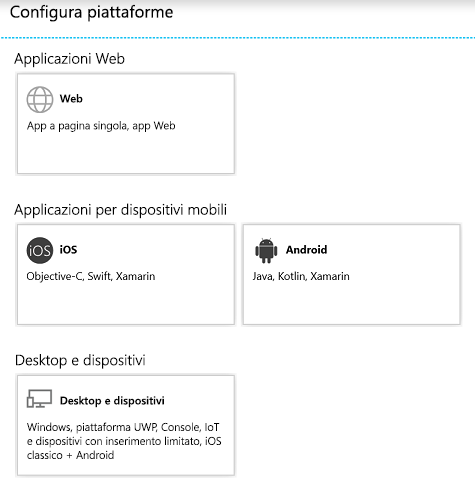 Configura piattaforme
Applicazioni Web
Web
App a pagina singola, app Web
Applicazioni per dispositivi mobili
iOS iOS
Objective-C, Swift, Xamarin
Android
Java, Kotlin, Xamarin
Desktop e dispositivi
Desktop e dispositivi
Windows, piattaforma UWP, Console, IoT
e dispositivi con inserimento limitato, iOS
classico + Android